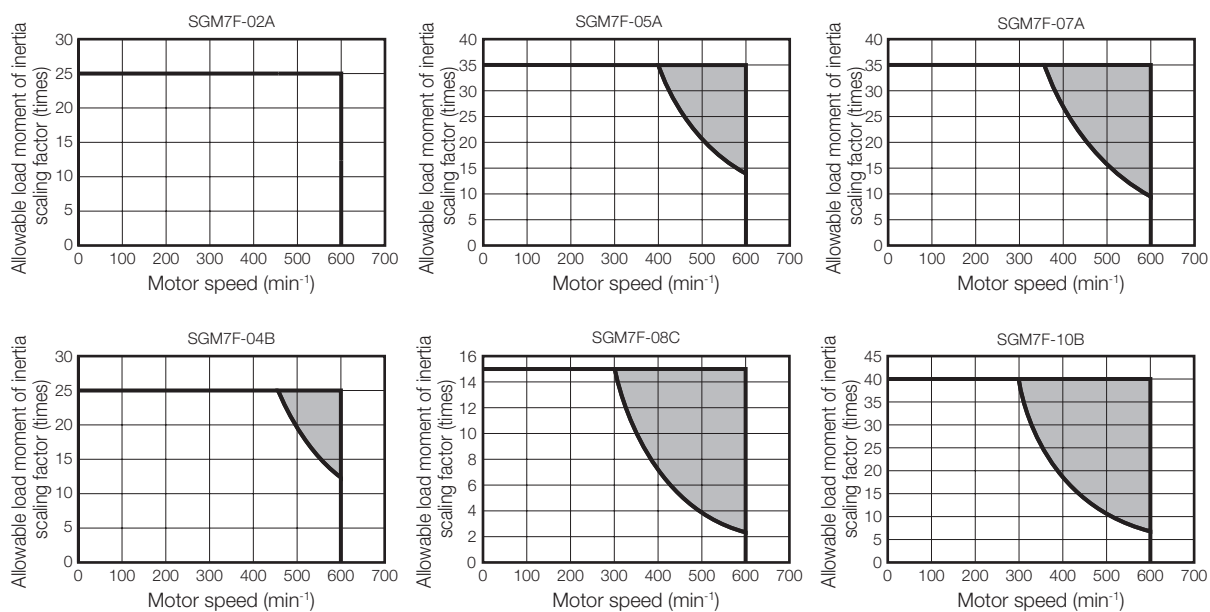 SGM7F-02A
Allowable load moment of inertia
scaling factor (times)
30
25
20
15
10
5
0
0 100 200 300 400 500 600 700
Motor speed (min-1)
SGM7F-05A
Allowable load moment of inertia
scaling factor (times)
40
35
30
25
20
15
10
5
0
0 100 200 300 400 500 600 700
Motor speed (min-1)
SGM7F-07A
Allowable load moment of inertia
scaling factor (times)
40
35
30
25
20
15
10
5
0
0 100 200 300 400 500 600 700
Motor speed (min-1)
SGM7F-04B
Allowable load moment of inertia
scaling factor (times)
30
25
20
15
10
5
0
0 100 200 300 400 500 600 700
Motor speed (min-1)
SGM7F-08C
Allowable load moment of inertia
scaling factor (times)
16
14
12
10
8
6
4
2
0
0 100 200 300 400 500 600 700
Motor speed (min-1)
SGM7F-10B
Allowable load moment of inertia
scaling factor (times)
45
40
35
30
25
20
15
10
5
0
0 100 200 300 400 500 600 700
Motor speed (min-1)